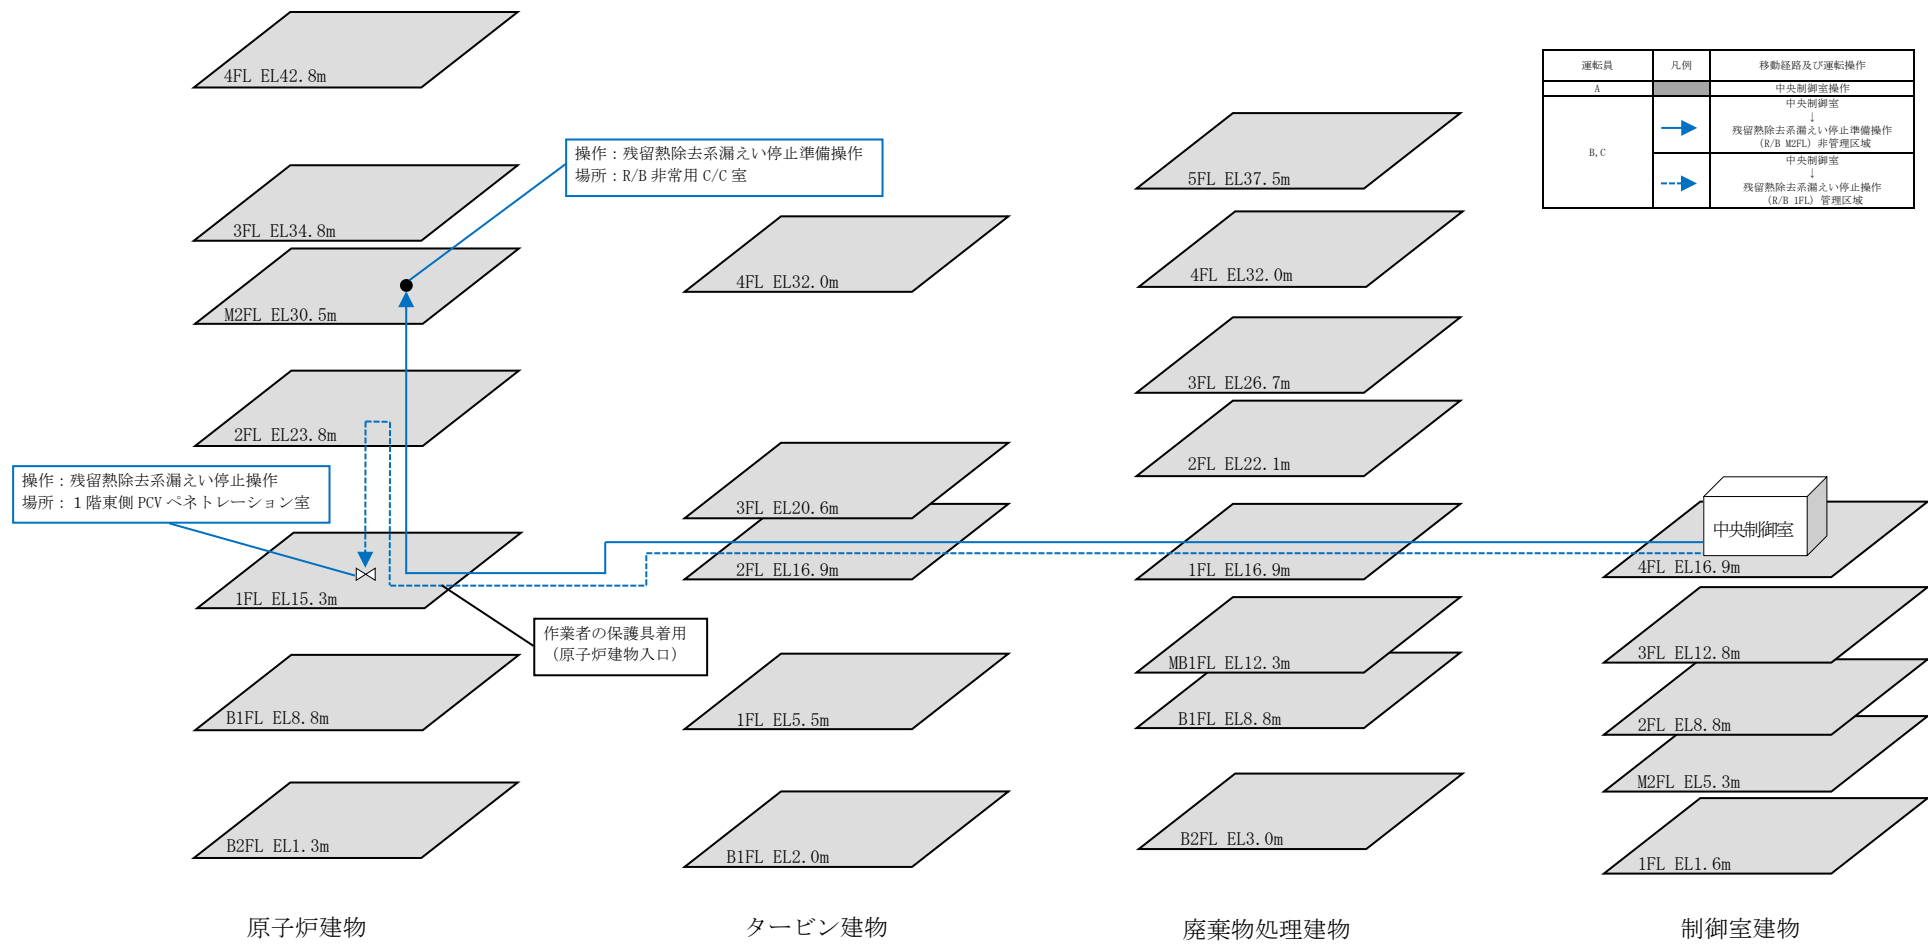 4FL EL42.8m
3FL EL34.8m
M2FL EL30.5m
2FL EL23.8m
1FL EL15.3m
B1FL EL8.8m
B2FL EL1.3m
原子炉建物
操作：残留熱除去系漏えい停止準備操作
場所：R/B 非常用 C/C 室
操作：残留熱除去系漏えい停止操作
場所：１階東側 PCV ペネトレーション室
作業者の保護具着用
（原子炉建物入口）
4FL EL32.0m
3FL EL20.6m
2FL EL16.9m
1FL EL5.5m
B1FL EL2.0m
タービン建物
5FL EL37.5m
4FL EL32.0m
3FL EL26.7m
2FL EL22.1m
1FL EL16.9m
MB1FL EL12.3m
B1FL EL8.8m
B2FL EL3.0m
廃棄物処理建物
運転員 凡例 移動経路及び運転操作
A 中央制御室操作
B,C
中央制御室
↓
残留熱除去系漏えい停止準備操作
（R/B M2FL）非管理区域
中央制御室
↓
残留熱除去系漏えい停止操作
（R/B 1FL）管理区域
中央制御室
4FL EL16.9m
3FL EL12.8m
2FL EL8.8m
M2FL EL5.3m
1FL EL1.6m
制御室建物